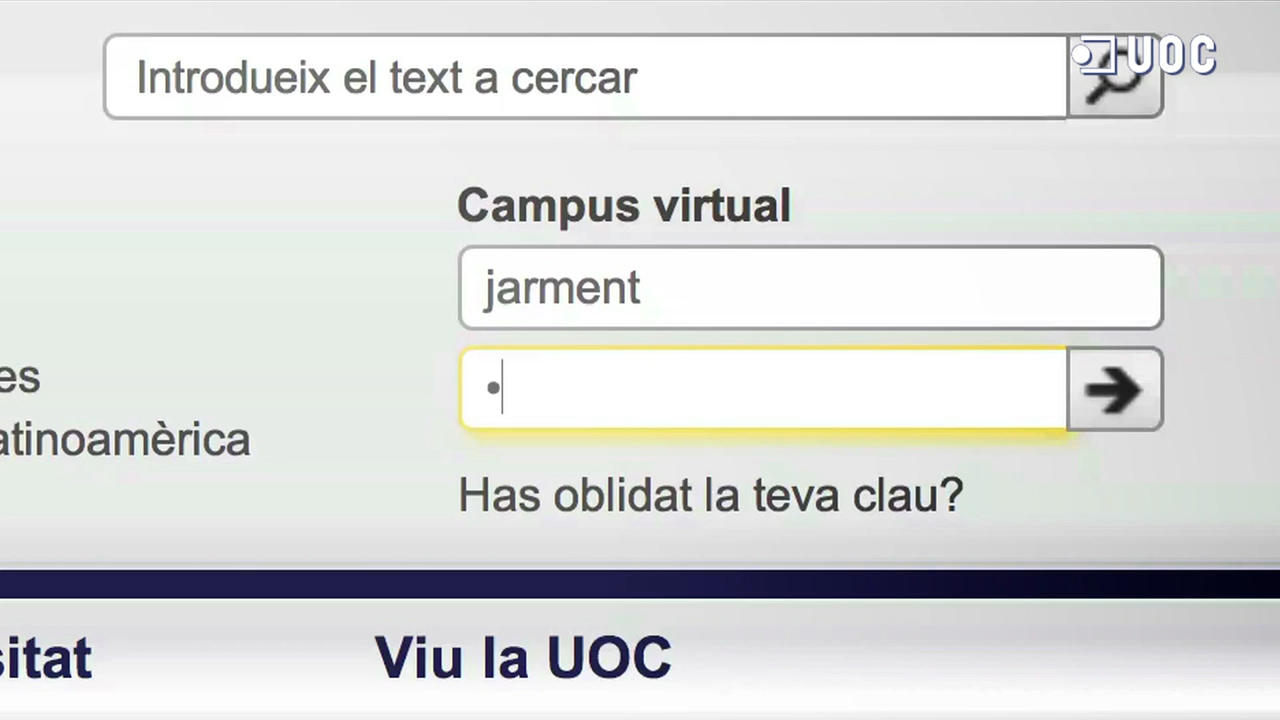 UOC
Introdueix el text a cercar
Campus virtual
jarment
es
atinoamèrica
Has oblidat la teva clau?
sitat
Viu la UOC